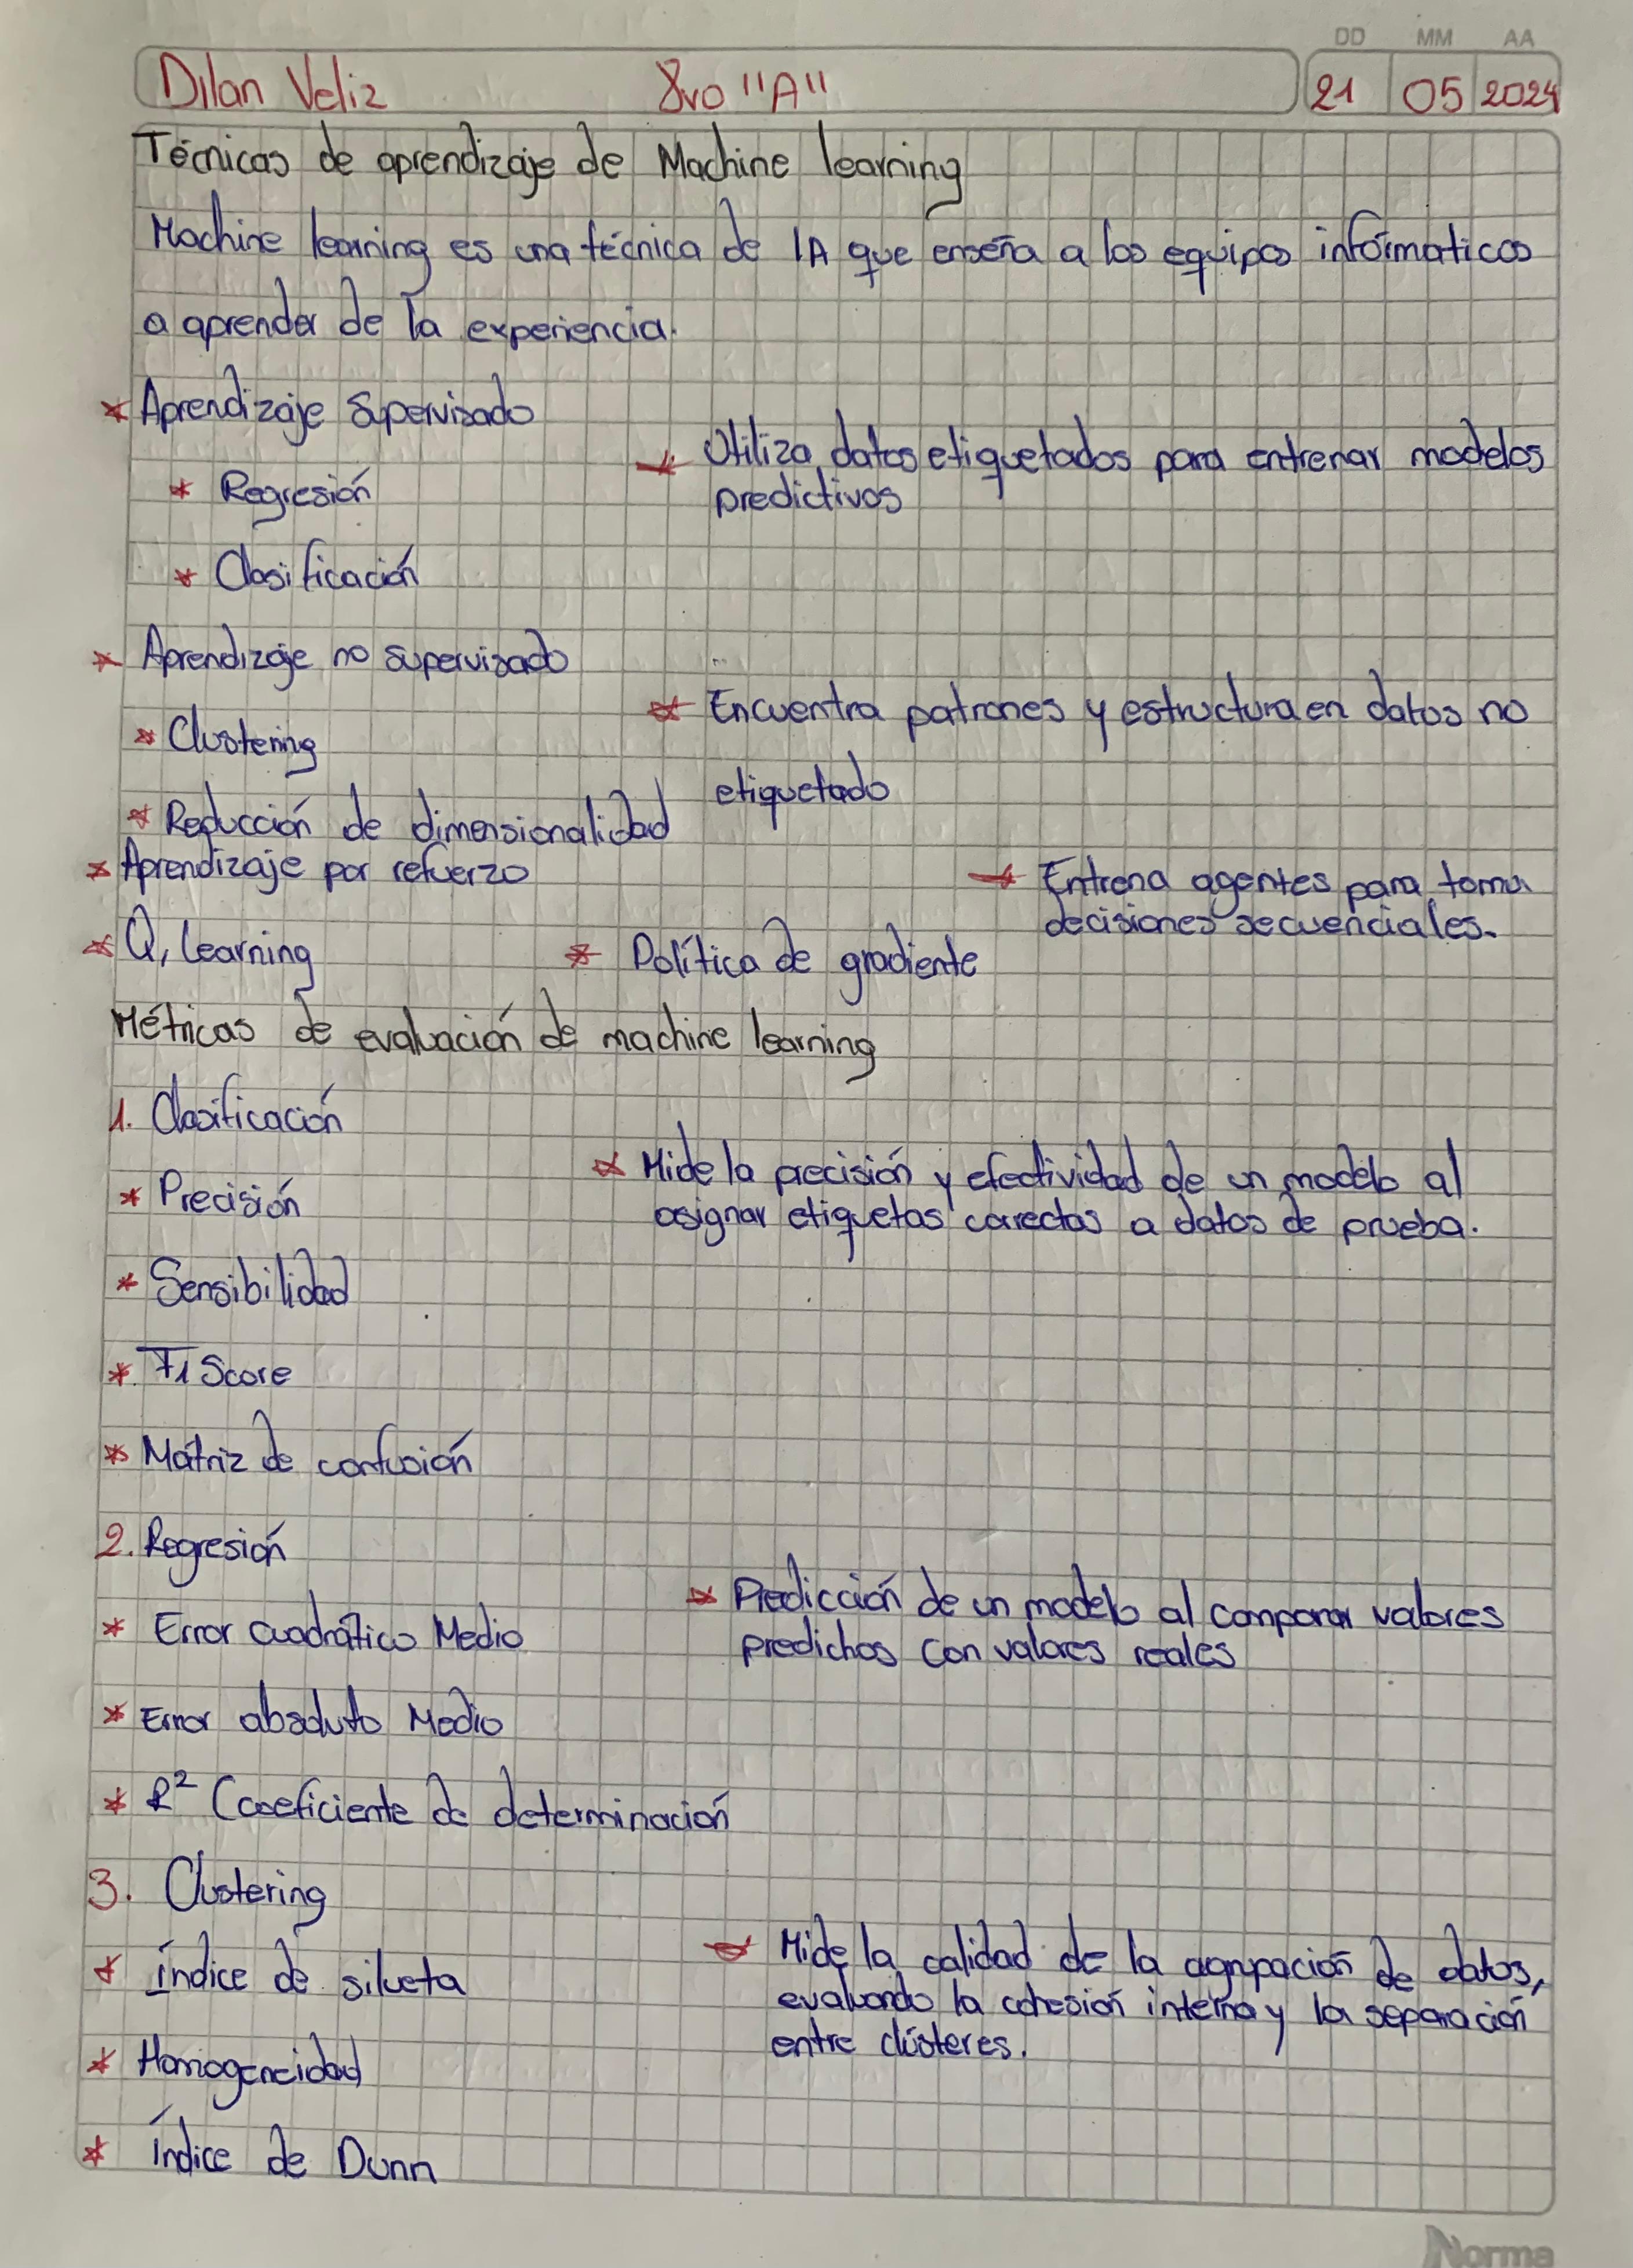 DD MM AA
Dilan Veliz 8vo "A" 21 05 2024
Técnicas de aprendizaje de Machine learning
Machine learning es una técnica de IA que enseña a los equipos informaticos
a aprender de la experiencia.
* Aprendizaje Supervisado
* Utiliza datos etiquetados para entrenar modelos
predictivos
* Regresión
* Clasificación
* Aprendizaje no supervisado
* Encuentra patrones y estructura en datos no
etiquetado
* Clustering
* Reducción de dimensionalidad
* Aprendizaje por refuerzo
* Entrena agentes para tomar
decisiones secuenciales.
* Q, learning * Política de gradiente
Métricas de evaluación de machine learning
1. Clasificación
* Mide la precisión y efectividad de un modelo al
asignar etiquetas correctas a datos de prueba.
* Precisión
* Sensibilidad
* F1 Score
* Matriz de confusión
2. Regresión
* Predicción de un modelo al comparar valores
predichos con valores reales
* Error cuadrático Medio
* Error absoluto Medio
* R² (coeficiente de determinación
3. Clustering
* Mide la calidad de la agrupación de datos,
evaluando la cohesión interna y la separación
entre clústeres.
* Índice de silueta
* Homogeneidad
* Índice de Dunn
Norma